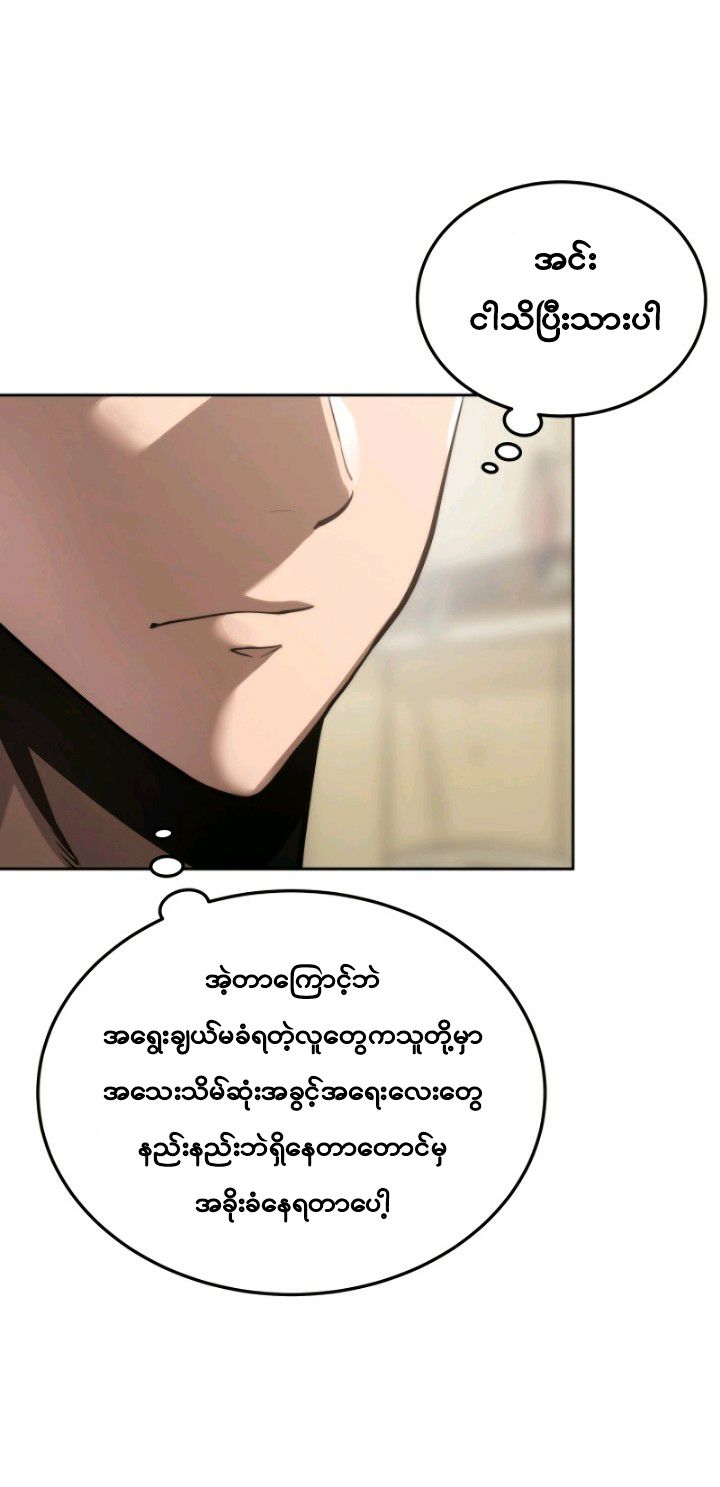 အင်း
ငါသိပြီးသားပါ
အဲ့တာကြောင့်ဘဲ
အရွေးချယ်မခံရတဲ့လူတွေကသူတို့မှာ
အသေးသိမ်ဆုံးအခွင့်အရေးလေးတွေ
နည်းနည်းဘဲရှိနေတာတောင်မှ
အခိုးခံနေရတာပေါ့